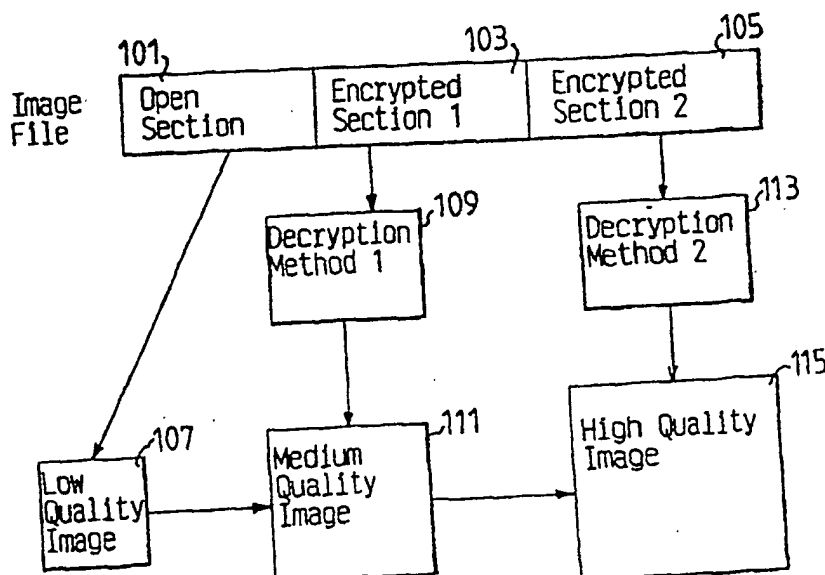 101
103
105
Image
File
Open
Section
Encrypted
Section 1
Encrypted
Section 2
109
113
Decryption
Method 1
Decryption
Method 2
107
111
115
Low
Quality
Image
Medium
Quality
Image
High Quality
Image